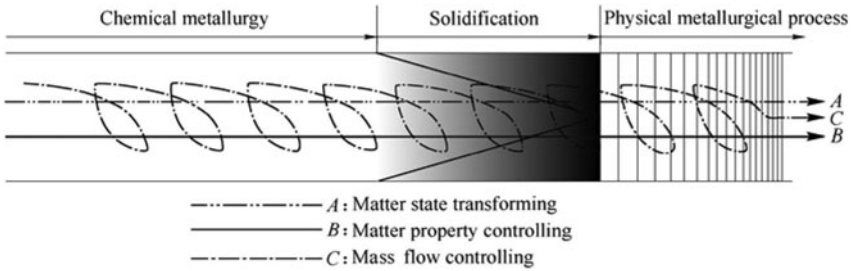 Chemical metallurgy
Solidification
Physical metallurgical process
A
C
B
A: Matter state transforming
B: Matter property controlling
C: Mass flow controlling